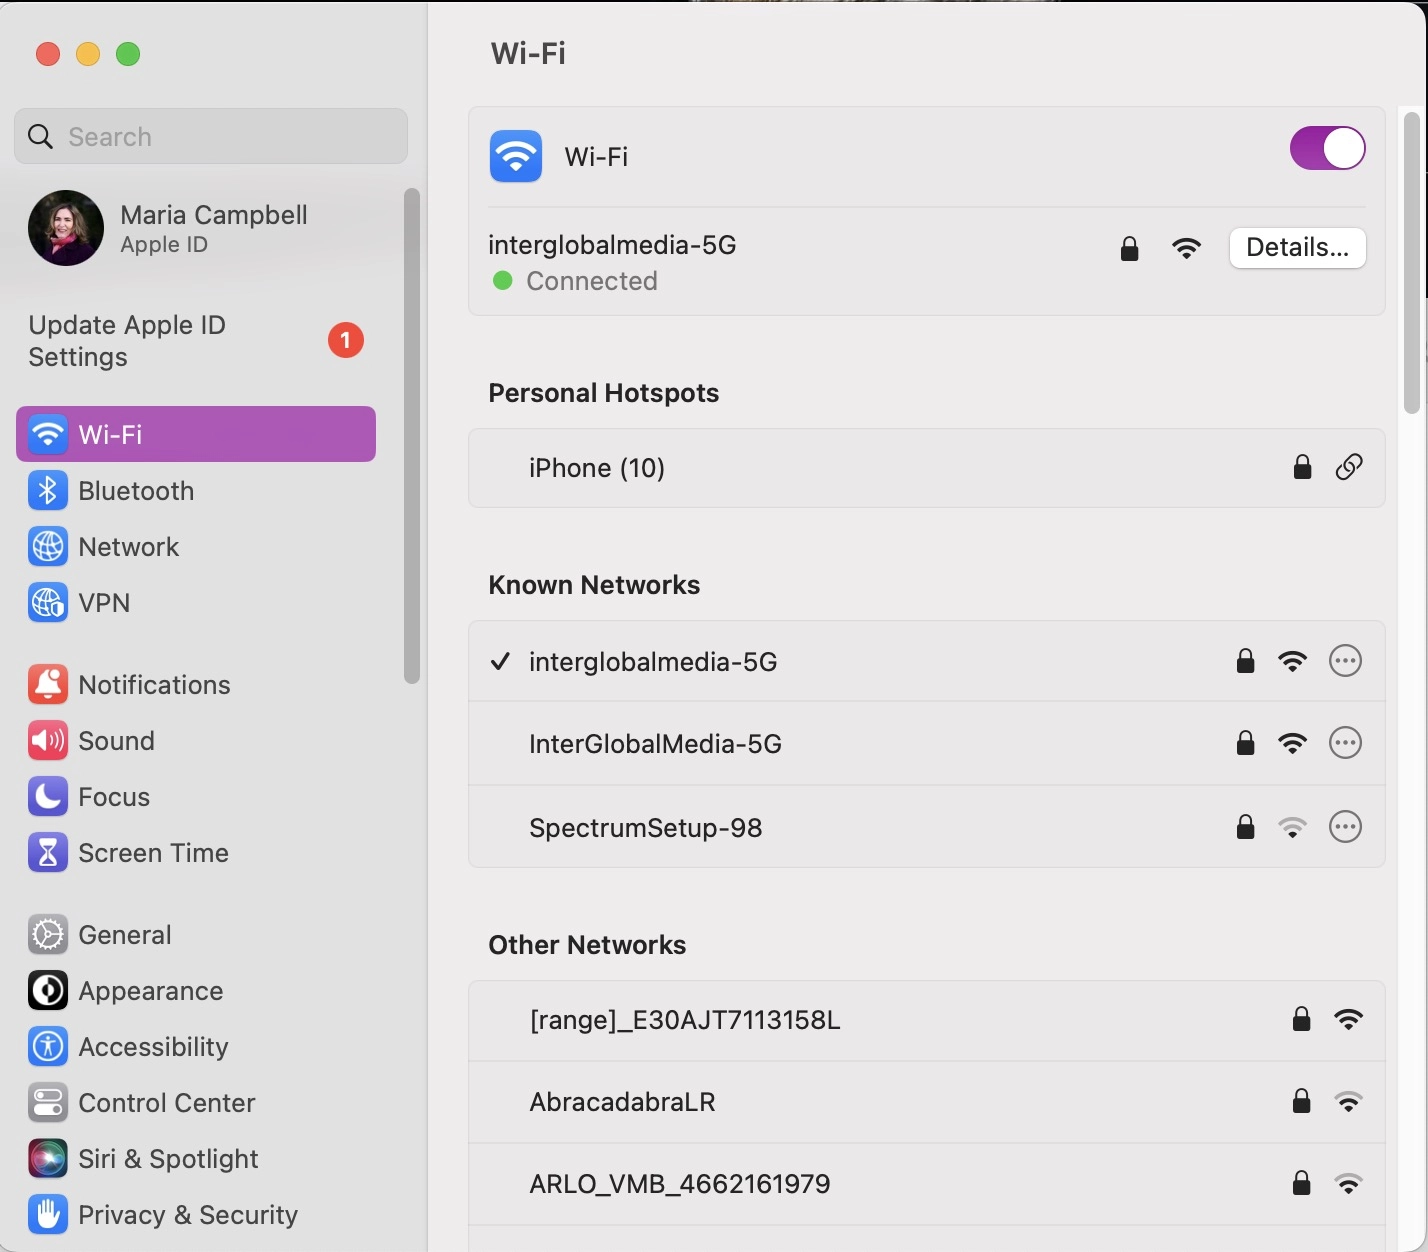 Search
Maria Campbell
Apple ID
Update Apple ID
Settings
1
Wi-Fi
Bluetooth
Network
VPN
Notifications
Sound
Focus
Screen Time
General
Appearance
Accessibility
Control Center
Siri & Spotlight
Privacy & Security
Wi-Fi
Wi-Fi
interglobalmedia-5G
Details...
Connected
Personal Hotspots
iPhone (10)
Known Networks
interglobalmedia-5G
InterGlobalMedia-5G
SpectrumSetup-98
Other Networks
[range]_E30AJT7113158L
AbracadabraLR
ARLO_VMB_4662161979